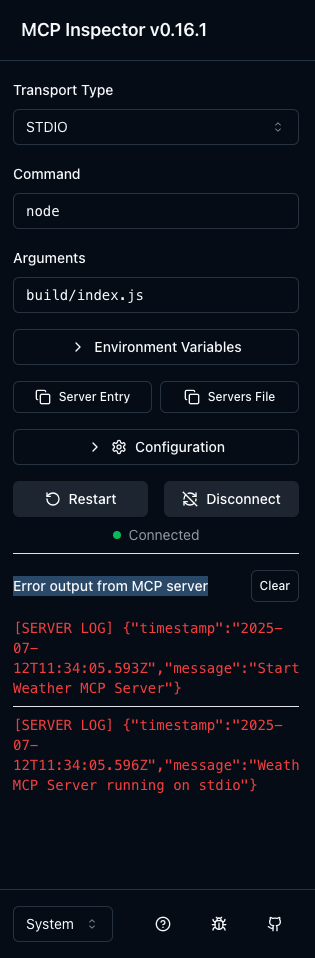 MCP Inspector v0.16.1
Transport Type
STDIO
Command
node
Arguments
build/index.js
Environment Variables
Server Entry
Servers File
Configuration
Restart
Disconnect
Connected
Error output from MCP server
Clear
[SERVER LOG] {"timestamp":"2025-
07-
12T11:34:05.593Z","message":"Start
Weather MCP Server"}
[SERVER LOG] {"timestamp":"2025-
07-
12T11:34:05.596Z","message":"Weath
MCP Server running on stdio"}
System